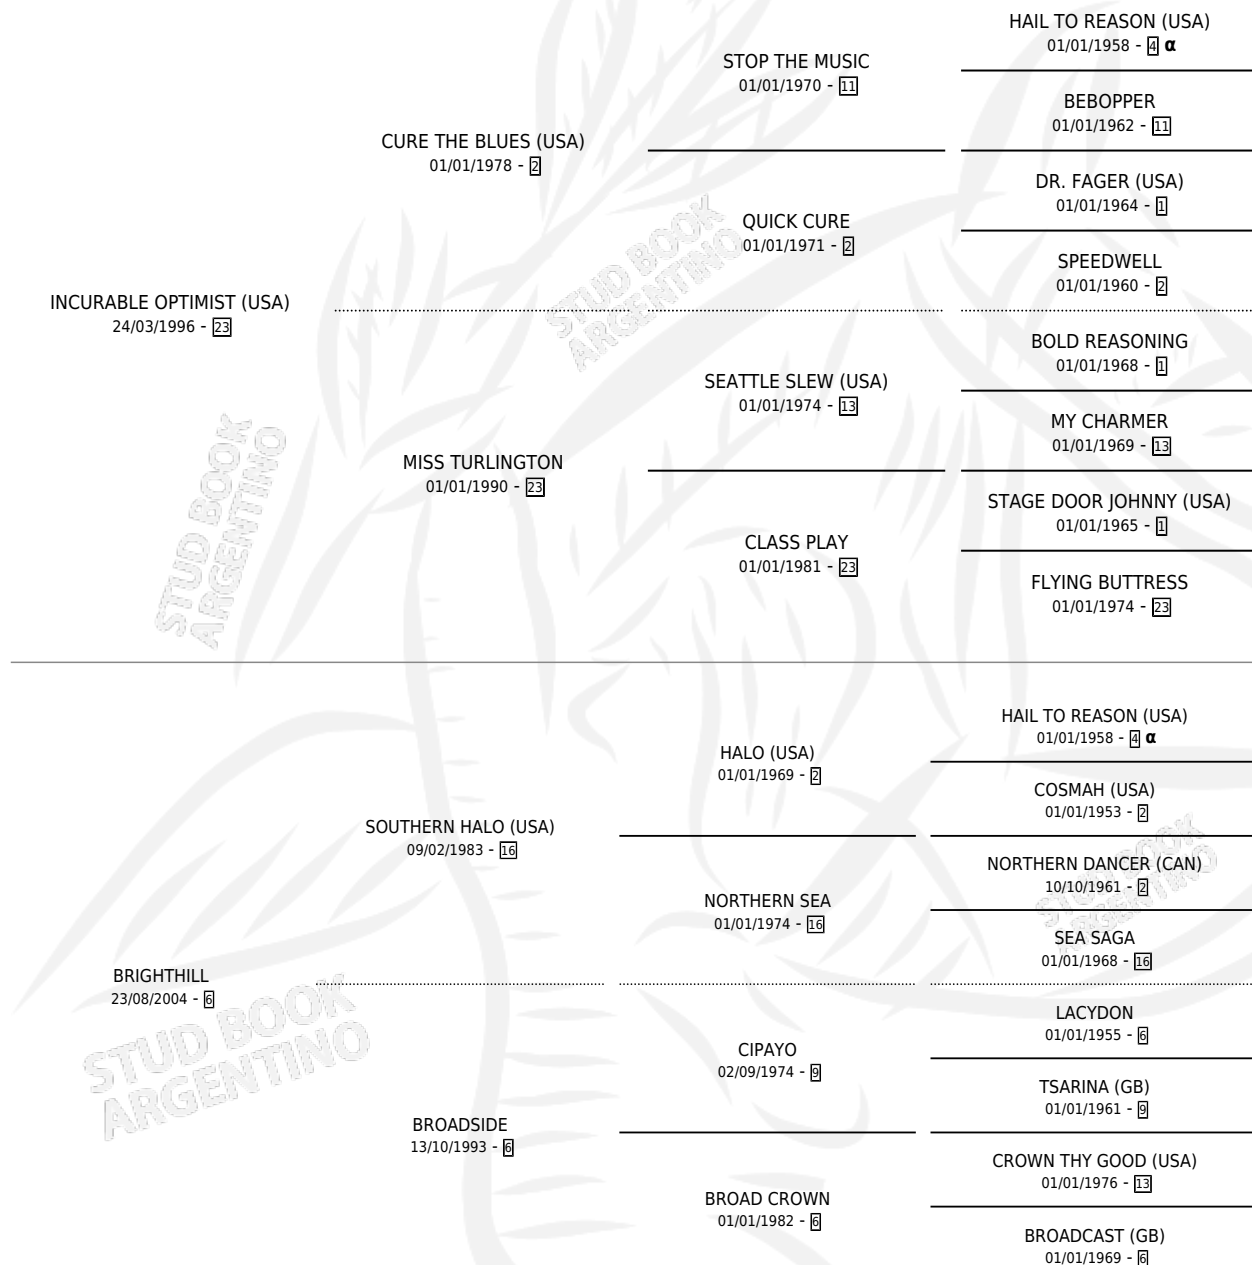 HAIL TO REASON (USA)
01/01/1958 - 4 α
STOP THE MUSIC
01/01/1970 - 11
BEBOPPER
01/01/1962 - 11
CURE THE BLUES (USA)
01/01/1978 - 2
DR. FAGER (USA)
01/01/1964 - 1
QUICK CURE
01/01/1971 - 2
SPEEDWELL
01/01/1960 - 2
INCURABLE OPTIMIST (USA)
24/03/1996 - 23
BOLD REASONING
01/01/1968 - 1
SEATTLE SLEW (USA)
01/01/1974 - 13
MY CHARMER
01/01/1969 - 13
MISS TURLINGTON
01/01/1990 - 23
STAGE DOOR JOHNNY (USA)
01/01/1965 - 1
CLASS PLAY
01/01/1981 - 23
FLYING BUTTRESS
01/01/1974 - 23
HAIL TO REASON (USA)
01/01/1958 - 4 α
HALO (USA)
01/01/1969 - 2
COSMAH (USA)
01/01/1953 - 2
SOUTHERN HALO (USA)
09/02/1983 - 16
NORTHERN DANCER (CAN)
10/10/1961 - 2
NORTHERN SEA
01/01/1974 - 16
SEA SAGA
01/01/1968 - 16
BRIGHTHILL
23/08/2004 - 6
LACYDON
01/01/1955 - 6
CIPAYO
02/09/1974 - 9
TSARINA (GB)
01/01/1961 - 9
BROADSIDE
13/10/1993 - 6
CROWN THY GOOD (USA)
01/01/1976 - 13
BROAD CROWN
01/01/1982 - 6
BROADCAST (GB)
01/01/1969 - 6
STUD BOOK
ARGENTINO
STUD BOOK
ARGENTINO
STUD BOOK
ARGENTINO
STUD BOOK
ARGENTINO